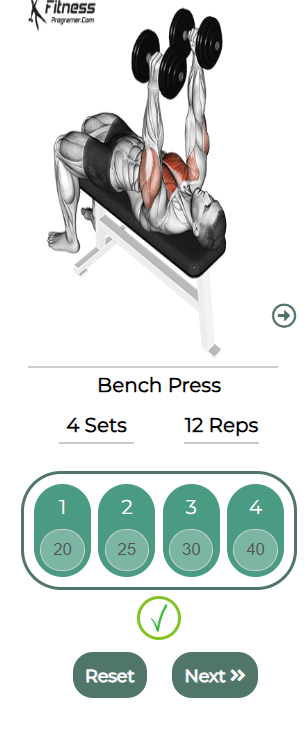 Fitness
Programer.Com
Bench Press
4 Sets 12 Reps
1 2 3 4
20 25 30 40
Reset Next »